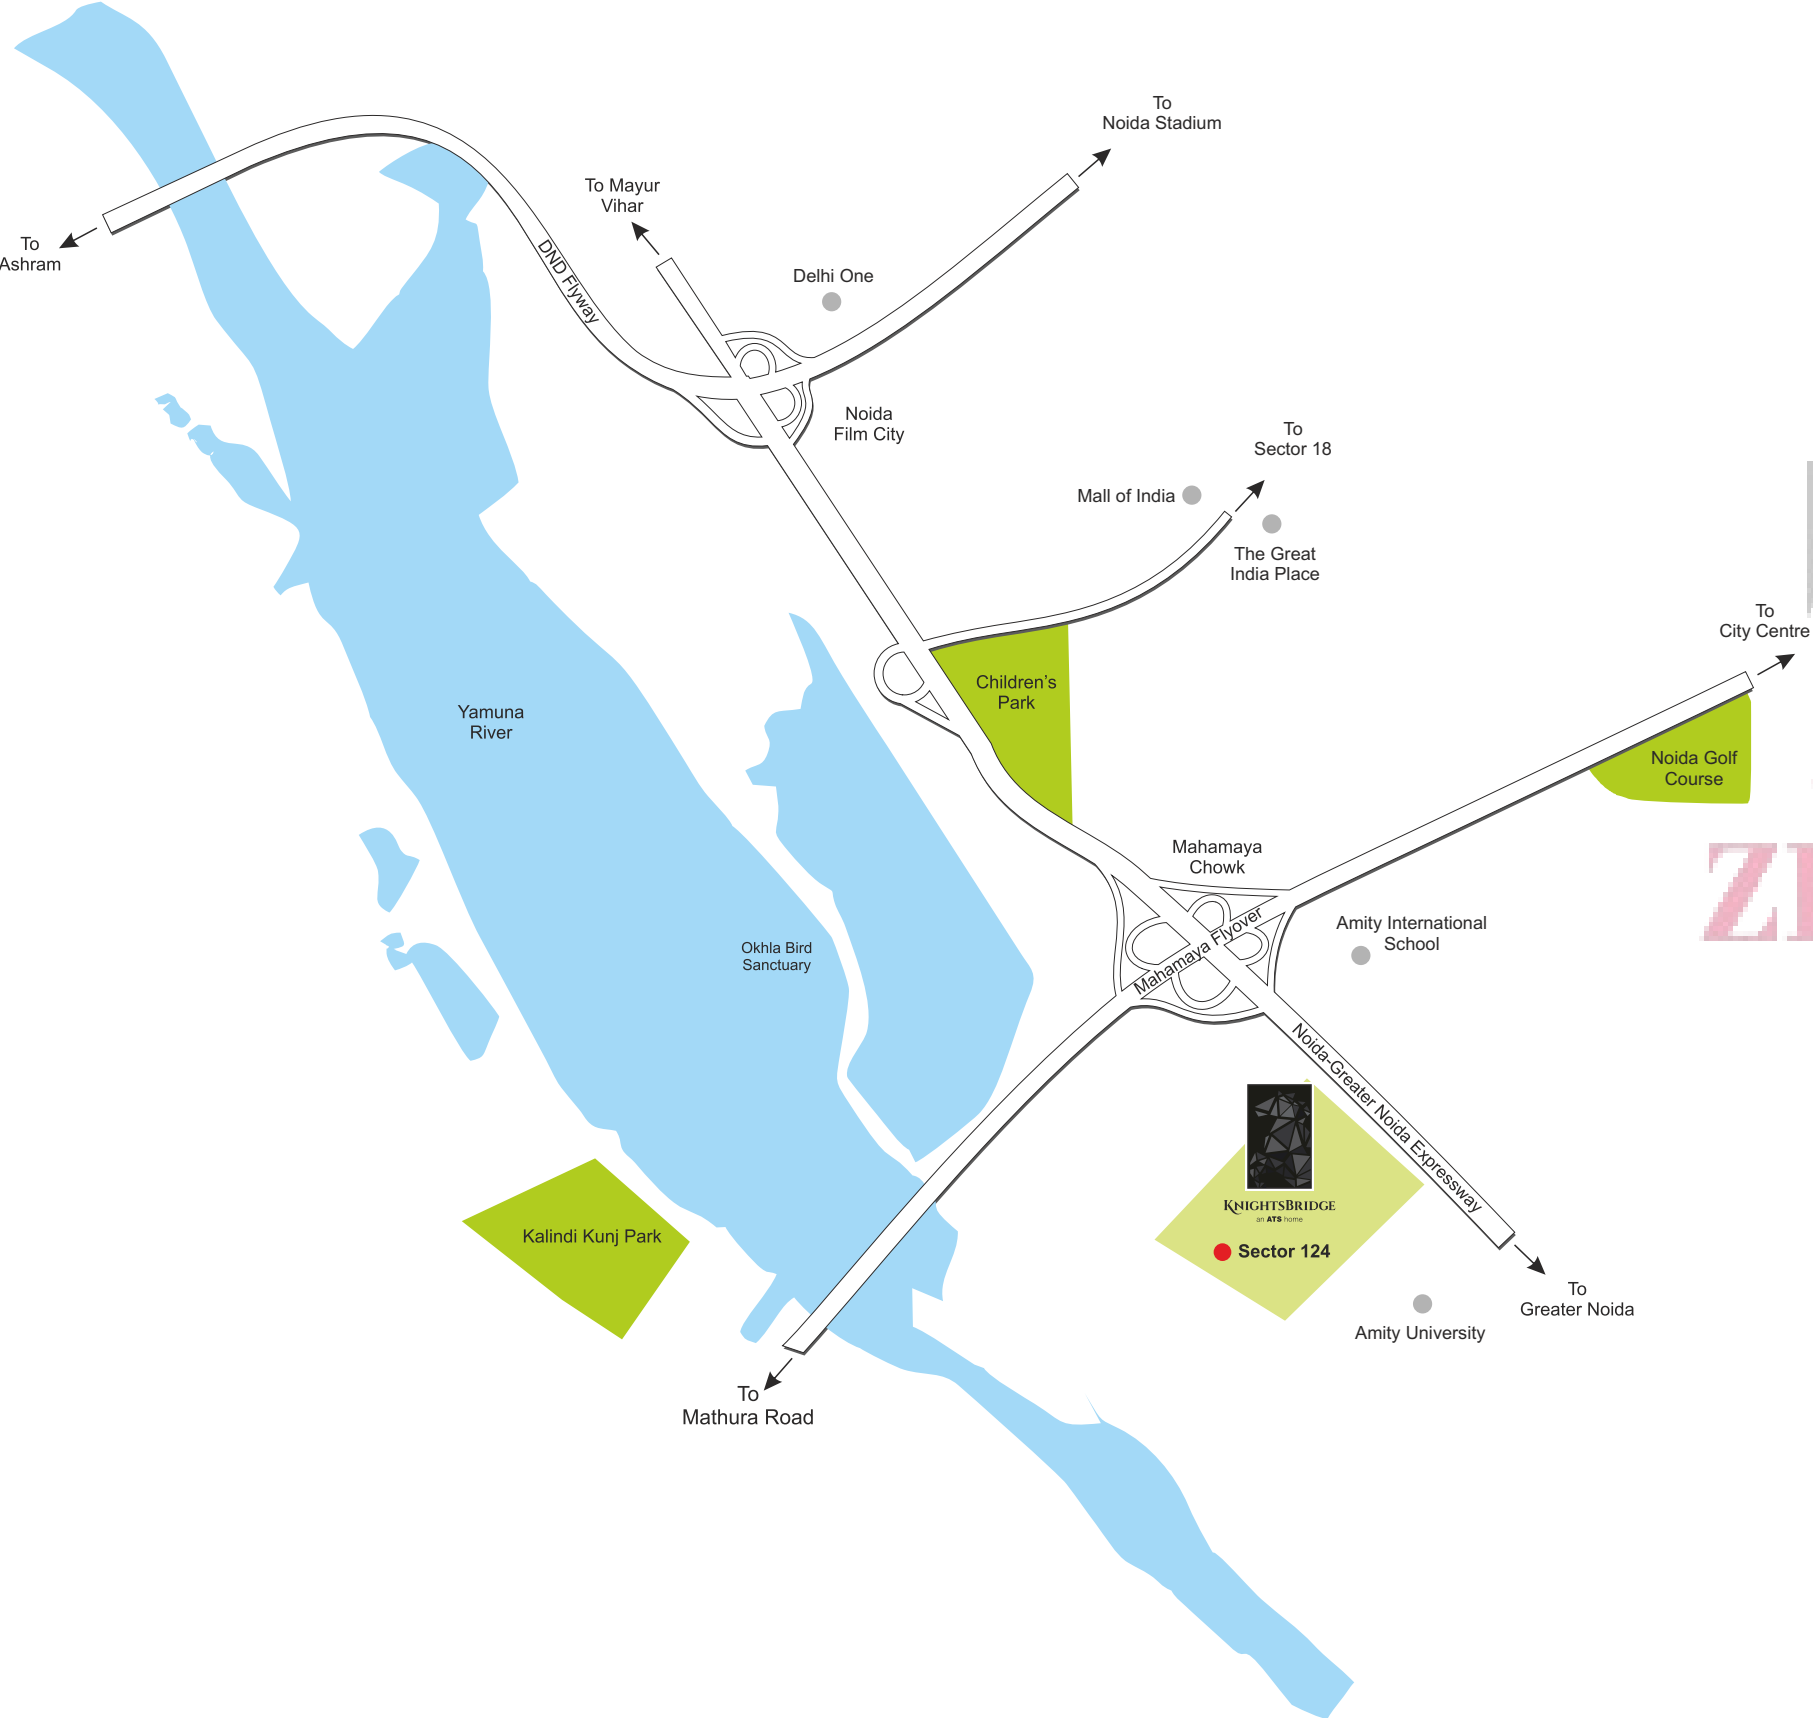 To
Noida Stadium
To Mayur
Vihar
To
Ashram
DND Flyway
Delhi One
Noida
Film City
To
Sector 18
Mall of India
The Great
India Place
To
City Centre
Children's
Park
Yamuna
River
Noida Golf
Course
Mahamaya
Chowk
Mahamaya Flyover
Amity International
School
Okhla Bird
Sanctuary
Noida-Greater Noida Expressway
KNIGHTSBRIDGE
an ATS home
Sector 124
Kalindi Kunj Park
To
Greater Noida
Amity University
To
Mathura Road